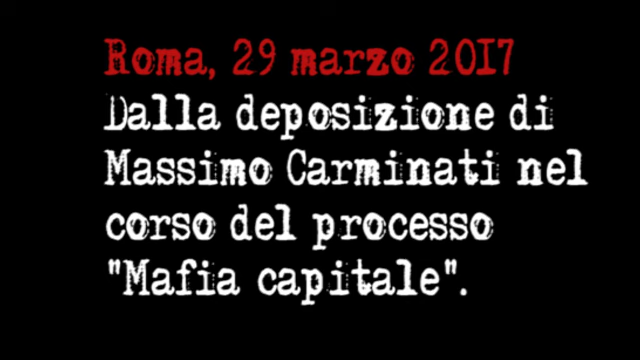 Roma, 29 marzo 2017
Dalla deposizione di
Massimo Carminati nel
corso del processo
"Mafia capitale".